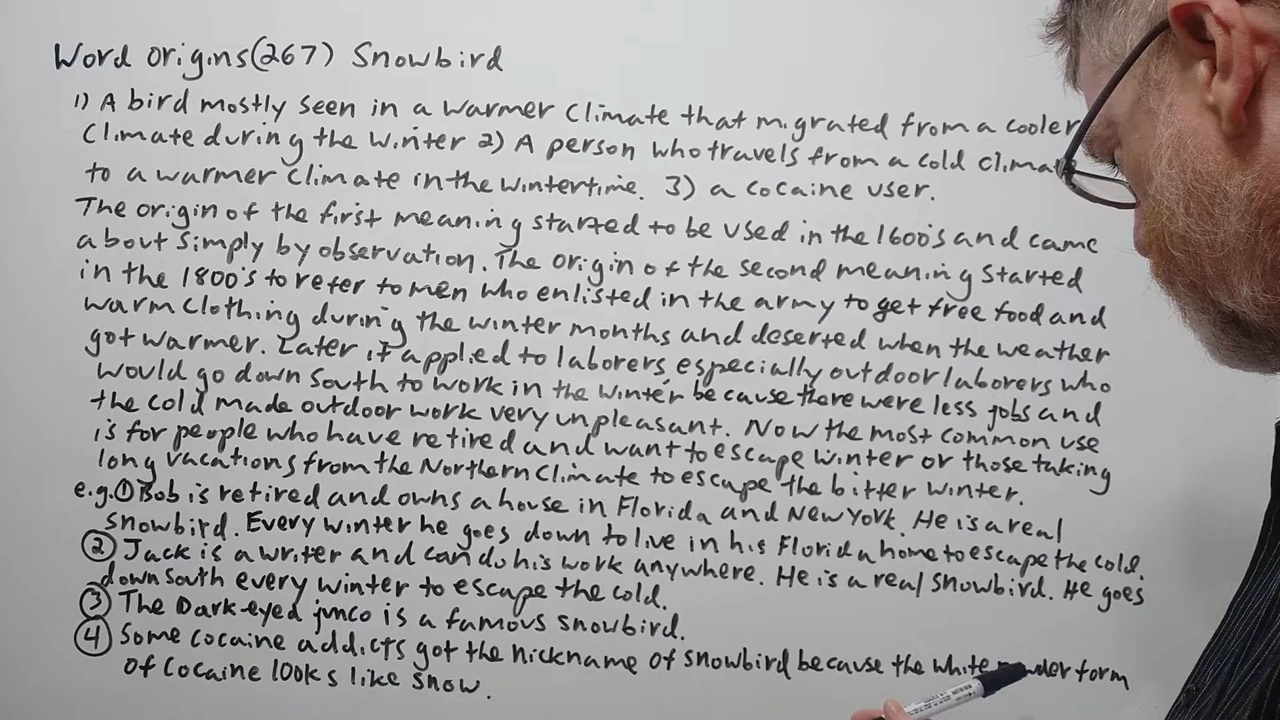 Word Origins(267) Snowbird
1) A bird mostly seen in a warmer climate that migrated from a cooler
climate during the winter 2) A person who travels from a cold climat
to a warmer climate in the wintertime. 3) a cocaine user.
The origin of the first meaning started to be used in the 1600's and came
about simply by observation. The origin of the second meaning started
in the 1800's to refer to men who enlisted in the army to get free food and
warm clothing during the winter months and deserted when the weather
got warmer. Later it applied to laborers, especially outdoor laborers who
would go down South to work in the winter because there were less jobs and
the cold made outdoor work very unpleasant. Now the most common use
is for people who have retired and want to escape winter or those taking
long vacations from the Northern Climate to escape the bitter winter.
e.g. ① Bob is retired and owns a house in Florida and New York. He is a real
snowbird. Every winter he goes down to live in his Florida home to escape the cold.
② Jack is a writer and can do his work anywhere. He is a real snowbird. He goes
down South every winter to escape the cold.
③ The Dark-eyed junco is a famous snowbird.
④ Some cocaine addicts got the nickname of snowbird because the white powder form
of cocaine looks like snow.